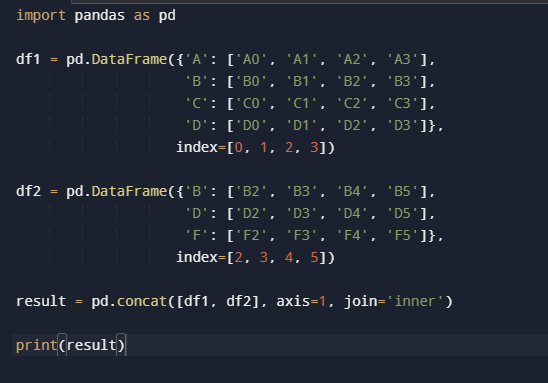 import pandas as pd
df1 = pd.DataFrame({'A': ['A0', 'A1', 'A2', 'A3'],
'B': ['B0', 'B1', 'B2', 'B3'],
'C': ['C0', 'C1', 'C2', 'C3'],
'D': ['D0', 'D1', 'D2', 'D3']},
index=[0, 1, 2, 3])
df2 = pd.DataFrame({'B': ['B2', 'B3', 'B4', 'B5'],
'D': ['D2', 'D3', 'D4', 'D5'],
'F': ['F2', 'F3', 'F4', 'F5']},
index=[2, 3, 4, 5])
result = pd.concat([df1, df2], axis=1, join='inner')
print(result)